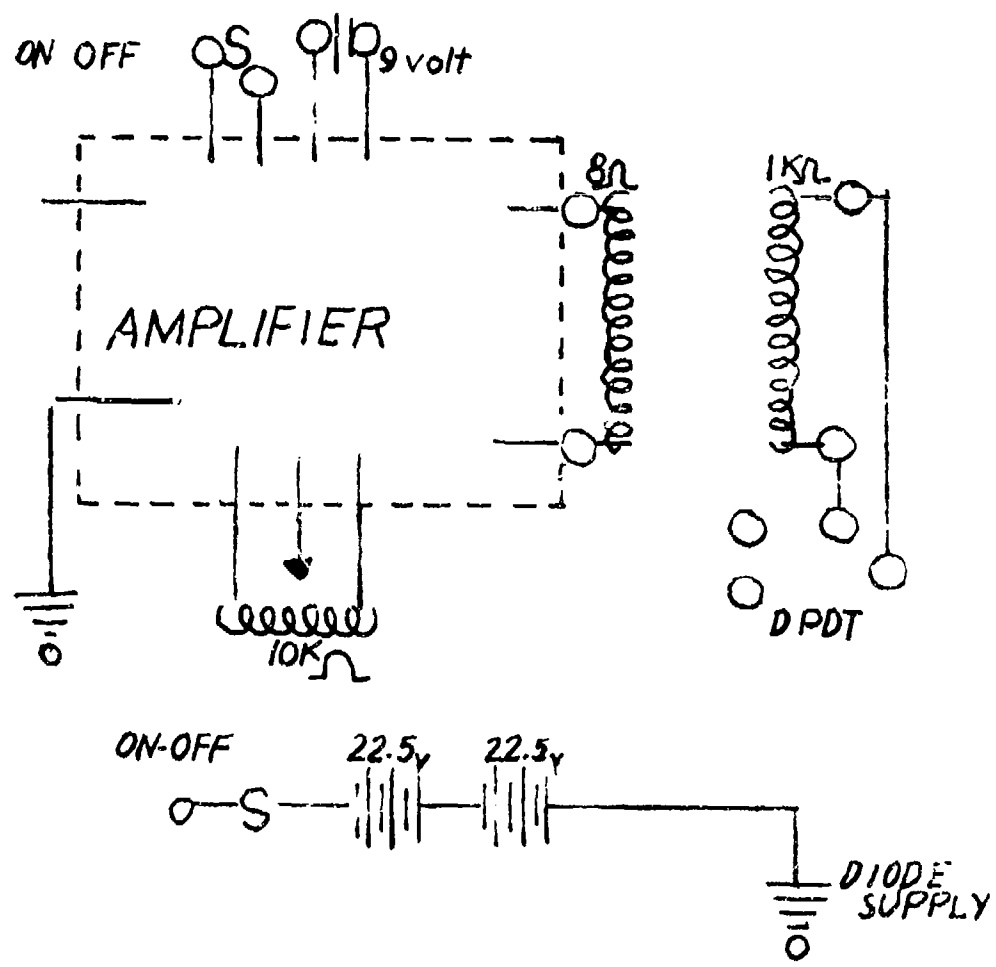 ON OFF S 9 volt
8Ω 1KΩ
AMPLIFIER
DPDT
10KΩ
ON-OFF 22.5v 22.5v
S
DIODE
SUPPLY